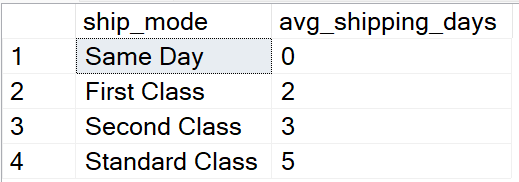 ship_mode avg_shipping_days
1 Same Day 0
2 First Class 2
3 Second Class 3
4 Standard Class 5